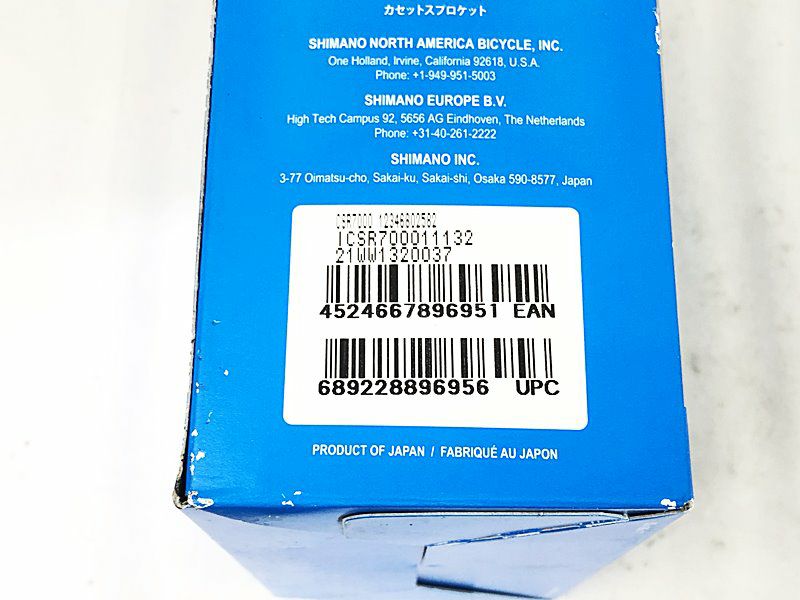 カセットスプロケット
SHIMANO NORTH AMERICA BICYCLE, INC.
One Holland, Irvine, California 92618, U.S.A.
Phone: +1-949-951-5003
SHIMANO EUROPE B.V.
High Tech Campus 92, 5656 AG Eindhoven, The Netherlands
Phone: +31-40-261-2222
SHIMANO INC.
3-77 Oimatsu-cho, Sakai-ku, Sakai-shi, Osaka 590-8577, Japan
CSR7000
ICSR700011132
21WW1320037
4524667896951 EAN
689228896956 UPC
PRODUCT OF JAPAN / FABRIQUÉ AU JAPON